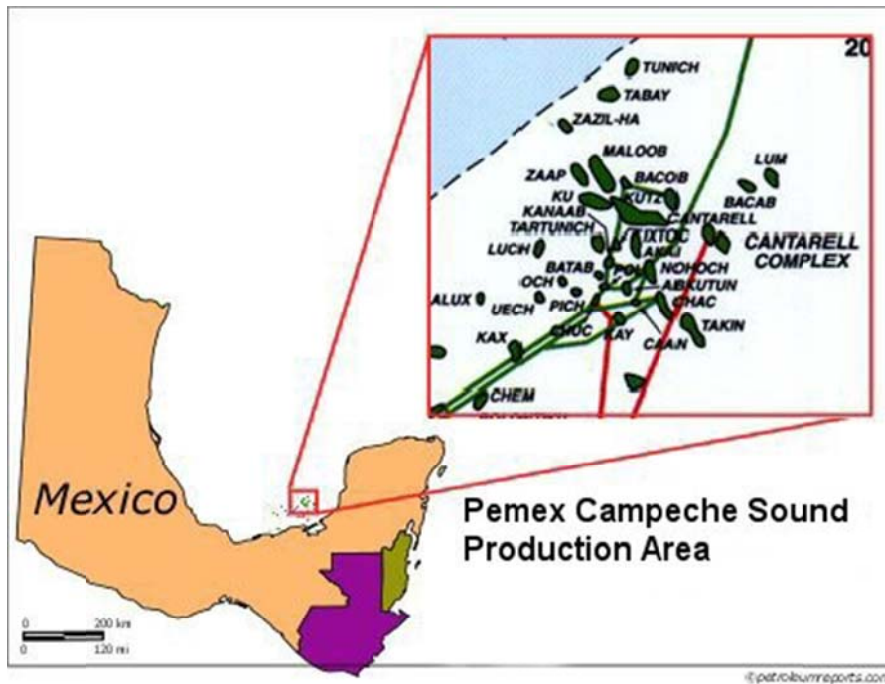 20
TUNICH
TABAY
ZAZIL-HA
MALOOB
LUM
ZAAP
BACOB
BACAB
KU
KUTZ
KANAAB
CANTARELL
TARTUNICH
IXTOC
CANTARELL
COMPLEX
LUCH
AKAJ
BATAB
POL
NOHOCH
OCH
ABKUTUN
ALUX
UECH
PICH
CHAC
CHUC
KAY
TAKIN
KAX
CAAN
CHEM
Mexico
Pemex Campeche Sound
Production Area
0 200 km
0 120 mi
©petroleumreports.com